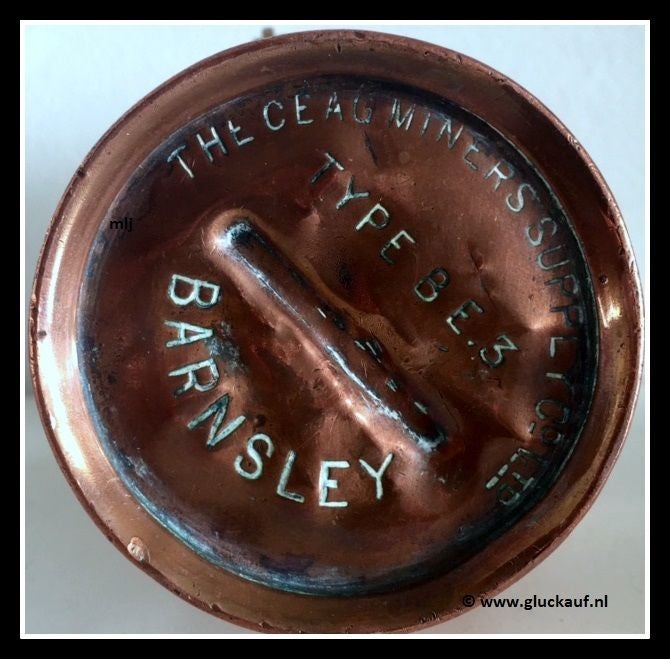 THE CEAG MINERS SUPPLY CO. LTD
TYPE B.E.3
BARNSLEY
mlj
© www.gluckauf.nl